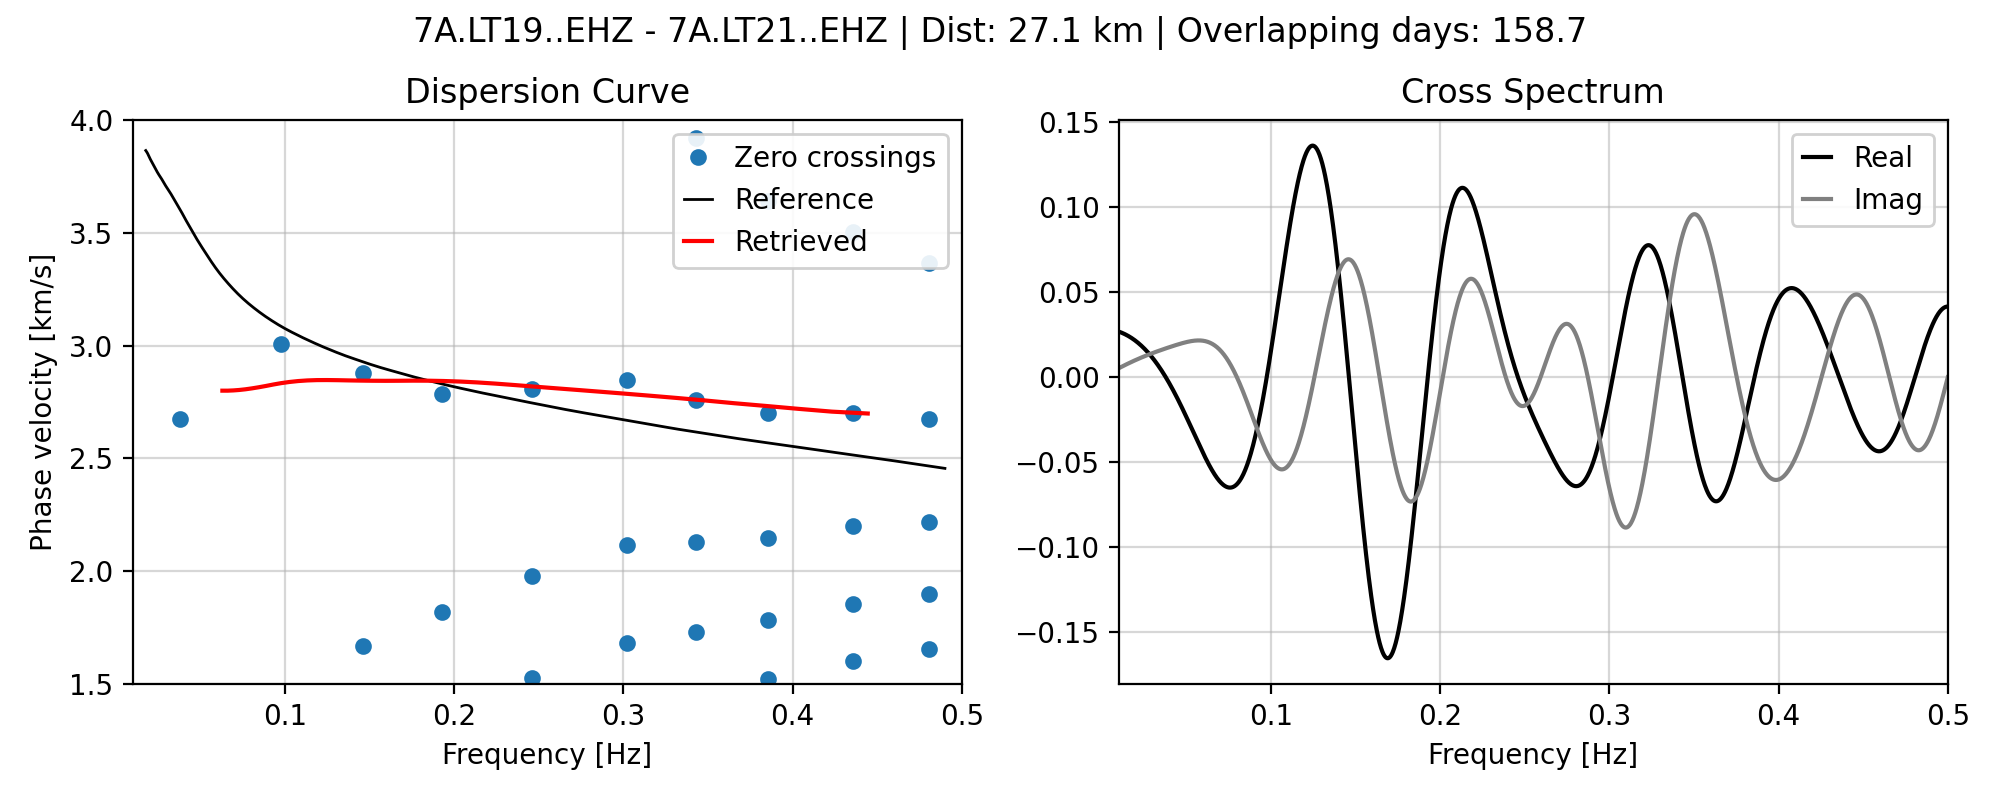 7A.LT19..EHZ - 7A.LT21..EHZ | Dist: 27.1 km | Overlapping days: 158.7
Dispersion Curve
4.0
3.5
3.0
2.5
2.0
1.5
Phase velocity [km/s]
Zero crossings
Reference
Retrieved
0.1
0.2
0.3
0.4
0.5
Frequency [Hz]
Cross Spectrum
0.15
0.10
0.05
0.00
−0.05
−0.10
−0.15
Real
Imag
0.1
0.2
0.3
0.4
0.5
Frequency [Hz]